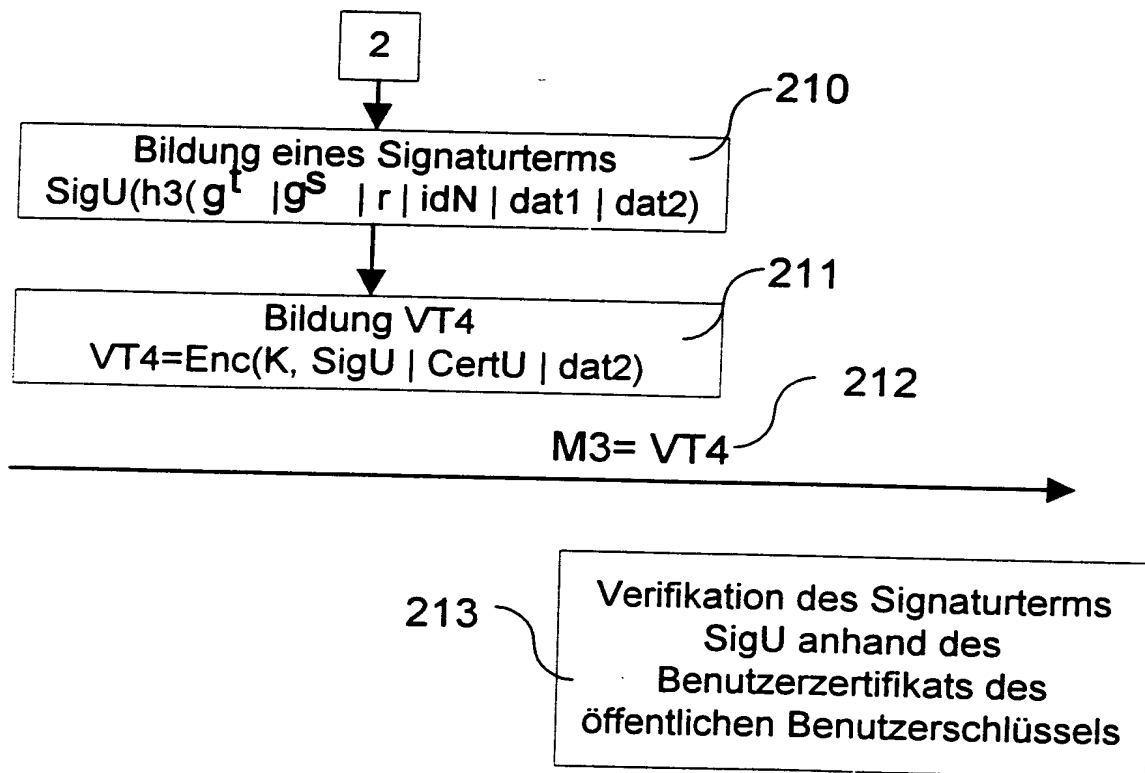 2
210
Bildung eines Signaturterms
SigU(h3( g^t |g^s | r | idN | dat1 | dat2)
211
Bildung VT4
VT4=Enc(K, SigU | CertU | dat2)
212
M3= VT4
213
Verifikation des Signaturterms
SigU anhand des
Benutzerzertifikats des
öffentlichen Benutzerschlüssels